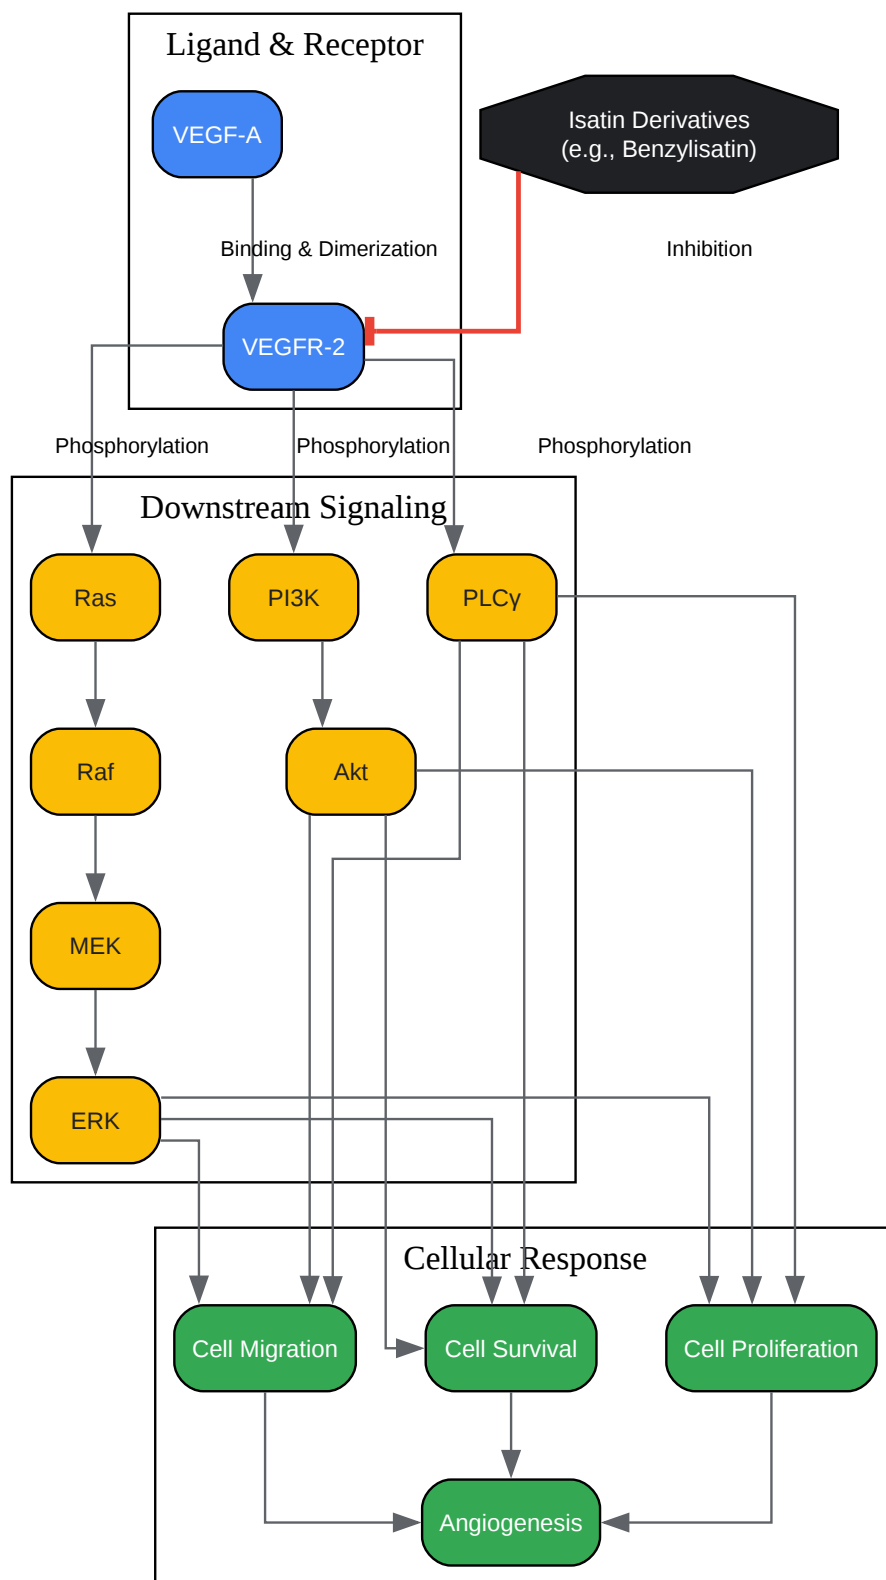 Ligand & Receptor
VEGF-A
Isatin Derivatives
(e.g., Benzylisatin)
Binding & Dimerization
Inhibition
VEGFR-2
Phosphorylation
Phosphorylation
Phosphorylation
Downstream Signaling
Ras
PI3K
PLCγ
Raf
Akt
MEK
ERK
Cellular Response
Cell Migration
Cell Survival
Cell Proliferation
Angiogenesis